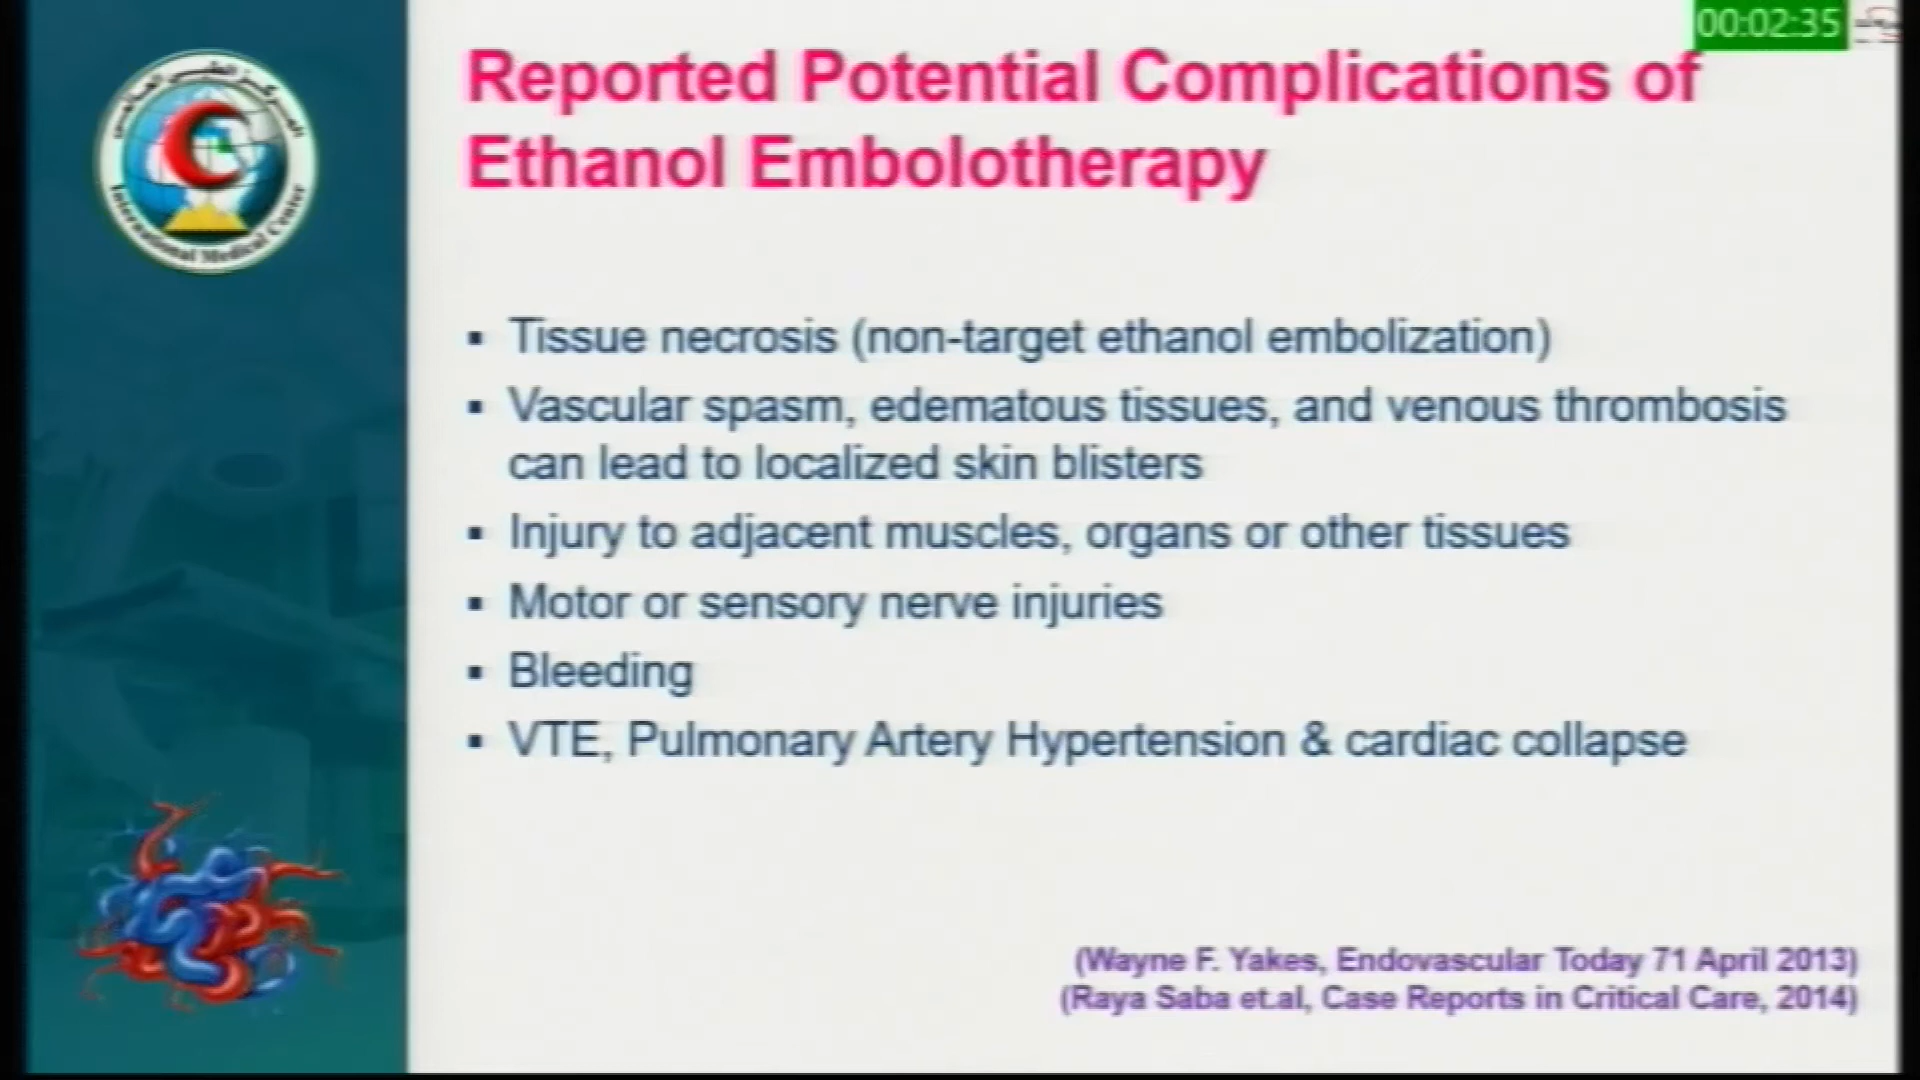 00:02:35
Reported Potential Complications of
Ethanol Embolotherapy
International Medical Center
▪ Tissue necrosis (non-target ethanol embolization)
▪ Vascular spasm, edematous tissues, and venous thrombosis
can lead to localized skin blisters
▪ Injury to adjacent muscles, organs or other tissues
▪ Motor or sensory nerve injuries
▪ Bleeding
▪ VTE, Pulmonary Artery Hypertension & cardiac collapse
(Wayne F. Yakes, Endovascular Today 71 April 2013)
(Raya Saba et.al, Case Reports in Critical Care, 2014)